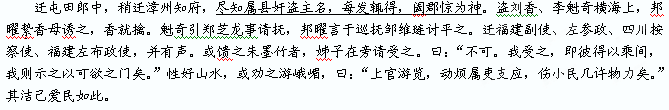 迁屯田郎中，稍迁漳州知府，尽知属县奸盗主名，每发辄得，阖郡惊为神。盗刘香、李魁奇横海上，邦
曜絷香母诱之，香就擒。魁奇引郑芝龙事请抚，邦曜言于巡抚邹维琏讨平之。迁福建副使、左参政、四川按
察使、福建左布政使，并有声。或馈之朱墨竹者，姊子在旁请受之。曰：“不可。我受之，即彼得以乘间，
我则示之以可欲之门矣。”性好山水，或劝之游峨嵋，曰：“上官游览，动烦属吏支应，伤小民几许物力矣。”
其洁己爱民如此。